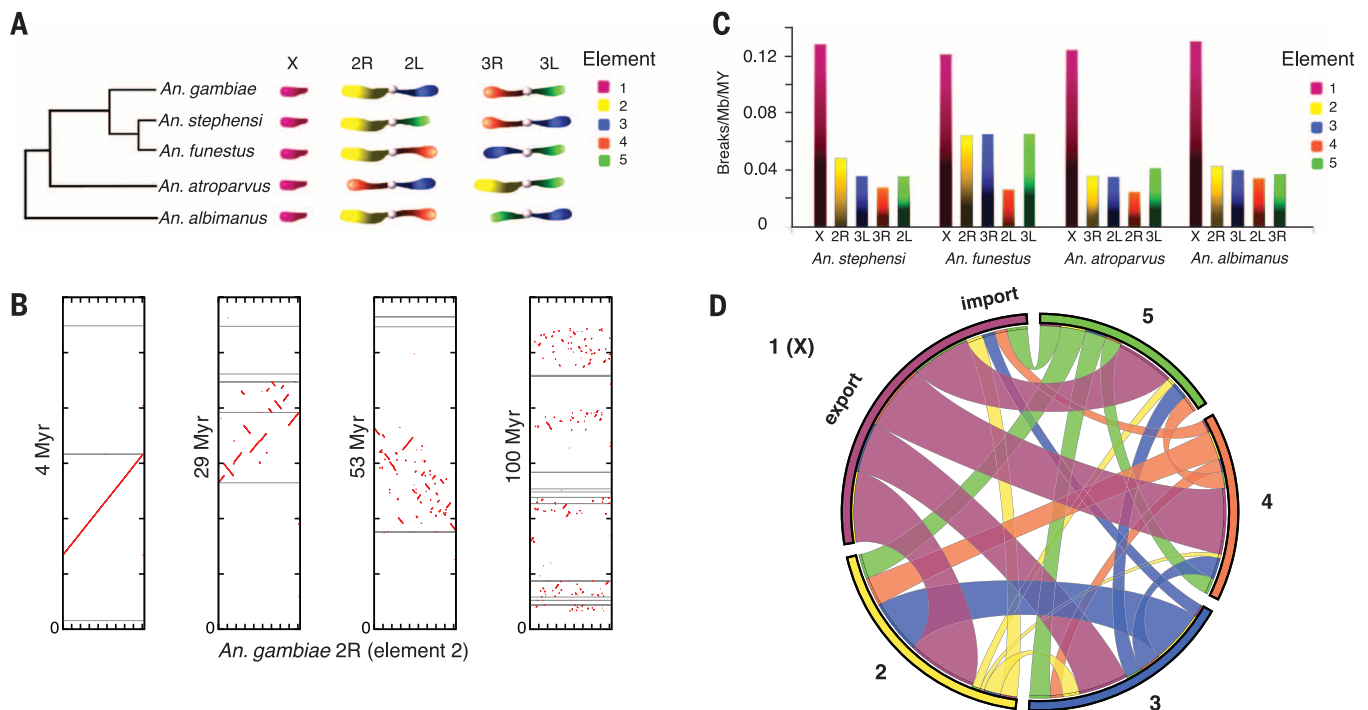 A
X 2R 2L 3R 3L Element
An. gambiae
An. stephensi
An. funestus
An. atroparvus
An. albimanus
1
2
3
4
5
B
4 Myr
0
29 Myr
0
53 Myr
0
100 Myr
0
An. gambiae 2R (element 2)
C
Breaks/Mb/MY
0.12
0.08
0.04
0
X 2R 3L 3R 2L
An. stephensi
X 2R 3R 2L 3L
An. funestus
X 3R 2L 2R 3L
An. atroparvus
X 2R 3L 2L 3R
An. albimanus
Element
1
2
3
4
5
D
1 (X)
import
export
5
4
3
2